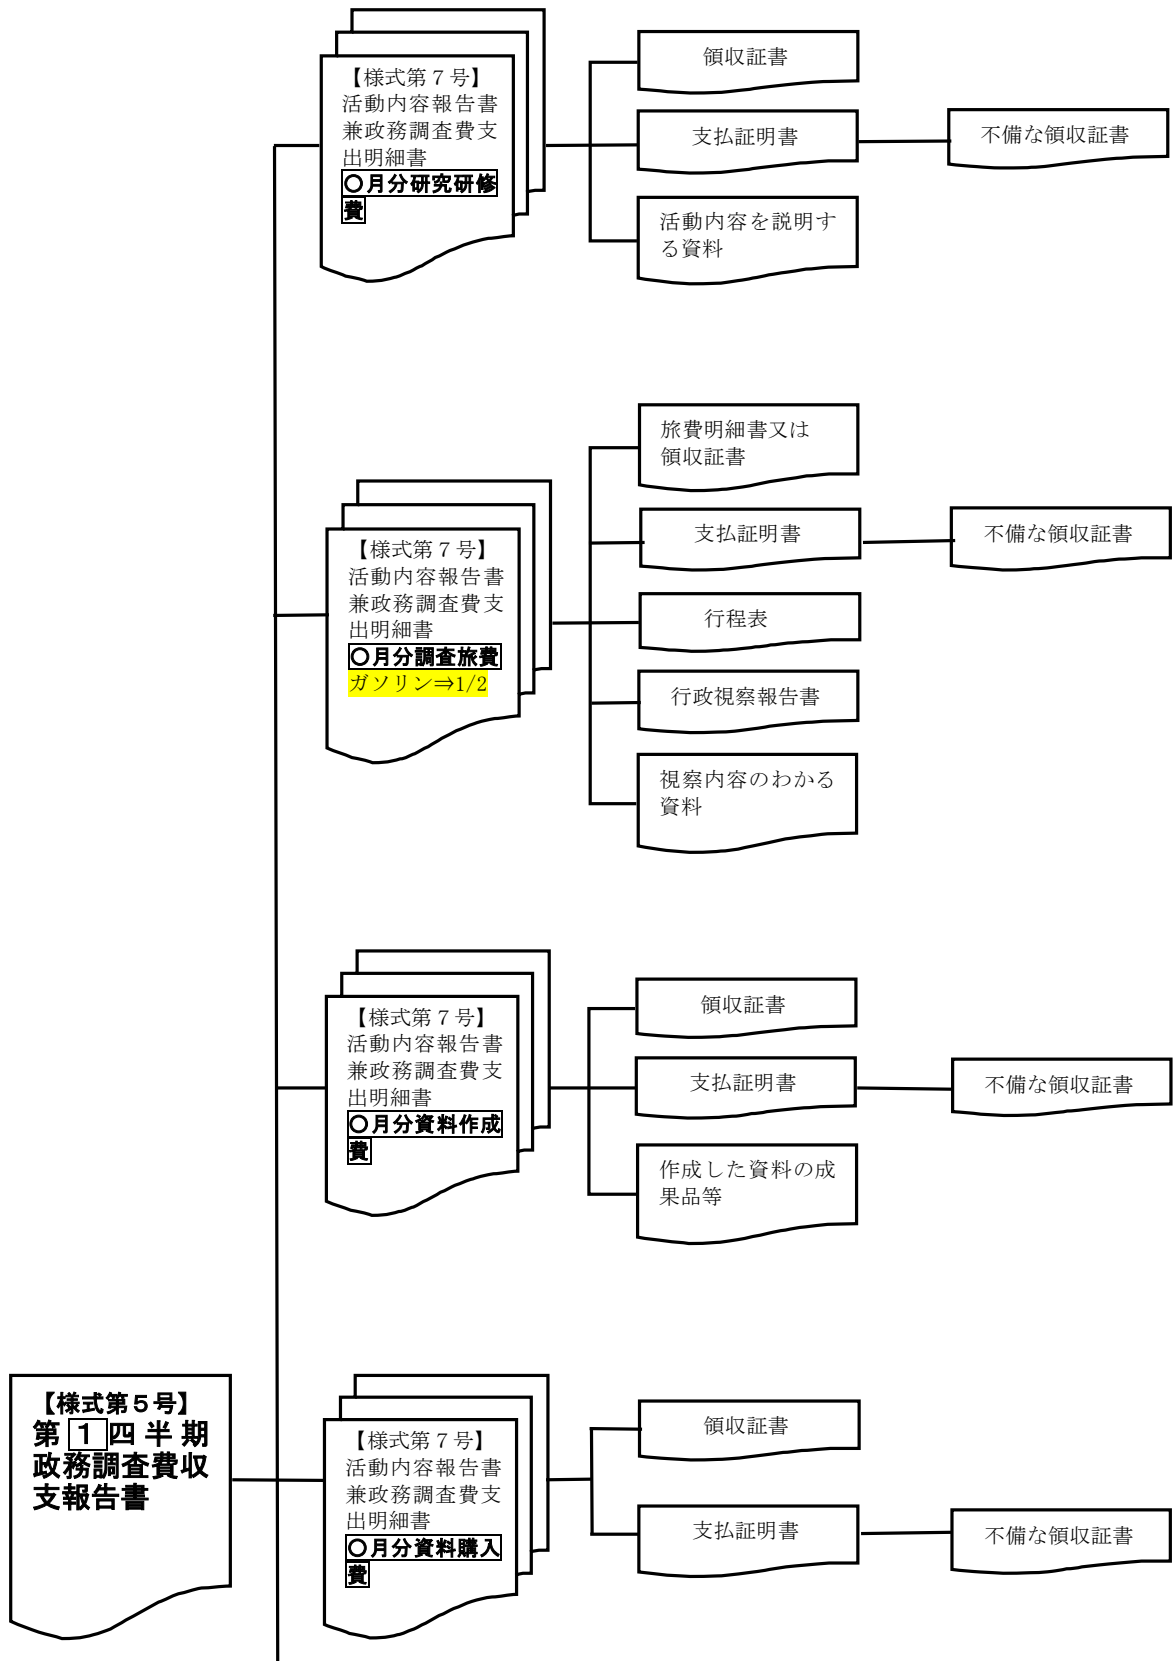 【様式第７号】
活動内容報告書
兼政務調査費支
出明細書
〇月分研究研修
費
領収証書
支払証明書
不備な領収証書
活動内容を説明す
る資料
【様式第７号】
活動内容報告書
兼政務調査費支
出明細書
〇月分調査旅費
ガソリン⇒1/2
旅費明細書又は
領収証書
支払証明書
不備な領収証書
行程表
行政視察報告書
視察内容のわかる
資料
【様式第７号】
活動内容報告書
兼政務調査費支
出明細書
〇月分資料作成
費
領収証書
支払証明書
不備な領収証書
作成した資料の成
果品等
【様式第５号】
第１四半期
政務調査費収
支報告書
【様式第７号】
活動内容報告書
兼政務調査費支
出明細書
〇月分資料購入
費
領収証書
支払証明書
不備な領収証書